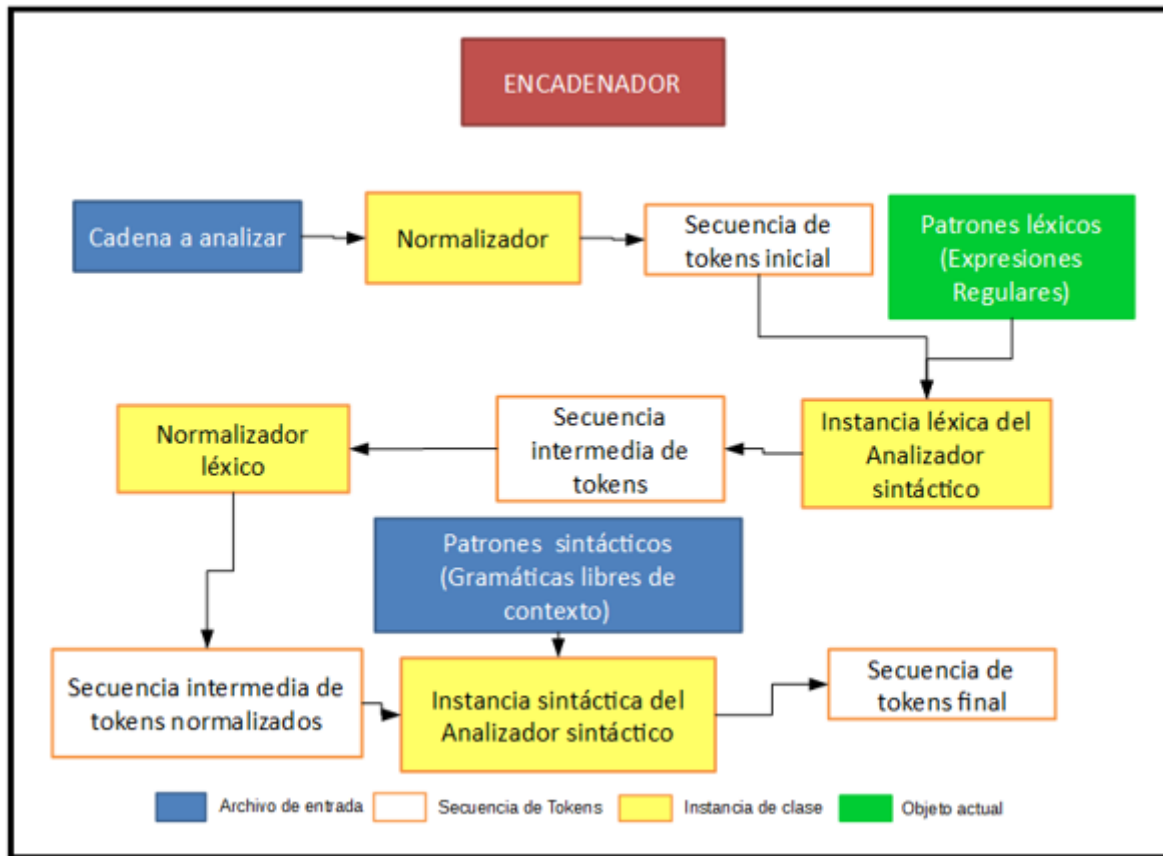 ENCADENADOR
Cadena a analizar
Normalizador
Secuencia de
tokens inicial
Patrones léxicos
(Expresiones
Regulares)
Normalizador
léxico
Secuencia
intermedia de
tokens
Instancia léxica del
Analizador
sintáctico
Patrones sintácticos
(Gramáticas libres de
contexto)
Secuencia intermedia de
tokens normalizados
Instancia sintáctica del
Analizador sintáctico
Secuencia de
tokens final
Archivo de entrada
Secuencia de Tokens
Instancia de clase
Objeto actual